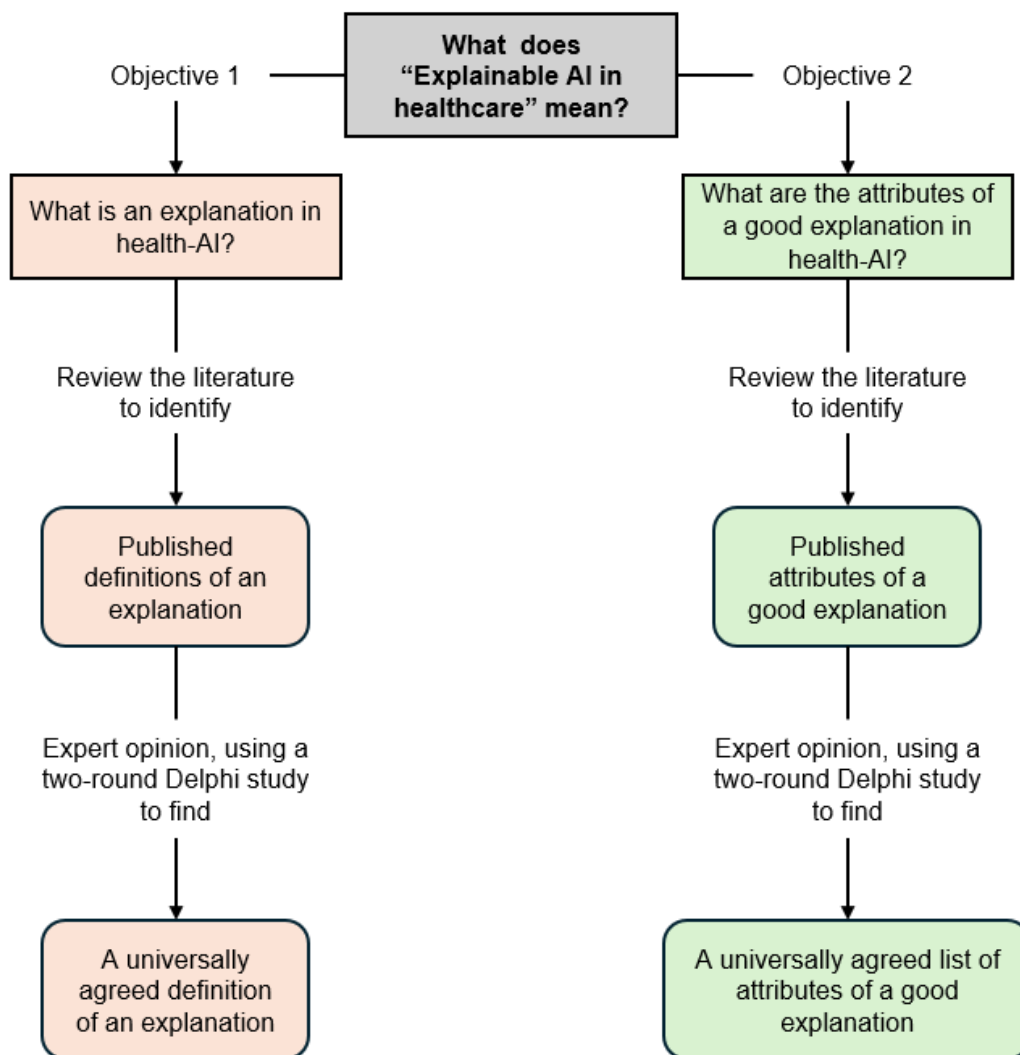 What does
“Explainable AI in
healthcare” mean?
Objective 1
Objective 2
What is an explanation in
health-AI?
What are the attributes of
a good explanation in
health-AI?
Review the literature
to identify
Review the literature
to identify
Published
definitions of an
explanation
Published
attributes of a
good explanation
Expert opinion, using a
two-round Delphi study
to find
Expert opinion, using a
two-round Delphi study
to find
A universally
agreed definition
of an explanation
A universally agreed list of
attributes of a good
explanation